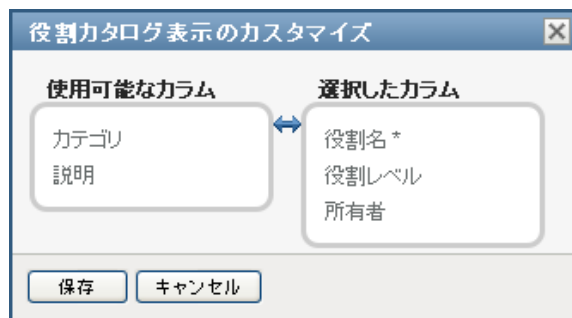 役割カタログ表示のカスタマイズ
使用可能なカラム
カテゴリ
説明
選択したカラム
役割名 *
役割レベル
所有者
保存
キャンセル